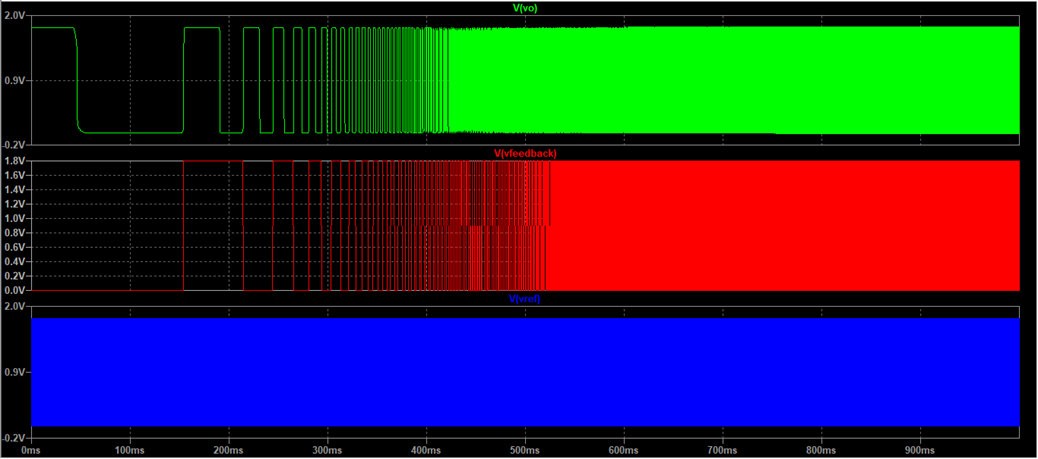 V(vo)
2.0V
0.9V
-0.2V
V(vfeedback)
1.8V
1.6V
1.4V
1.2V
1.0V
0.8V
0.6V
0.4V
0.2V
0.0V
V(vref)
2.0V
0.9V
-0.2V
0ms 100ms 200ms 300ms 400ms 500ms 600ms 700ms 800ms 900ms